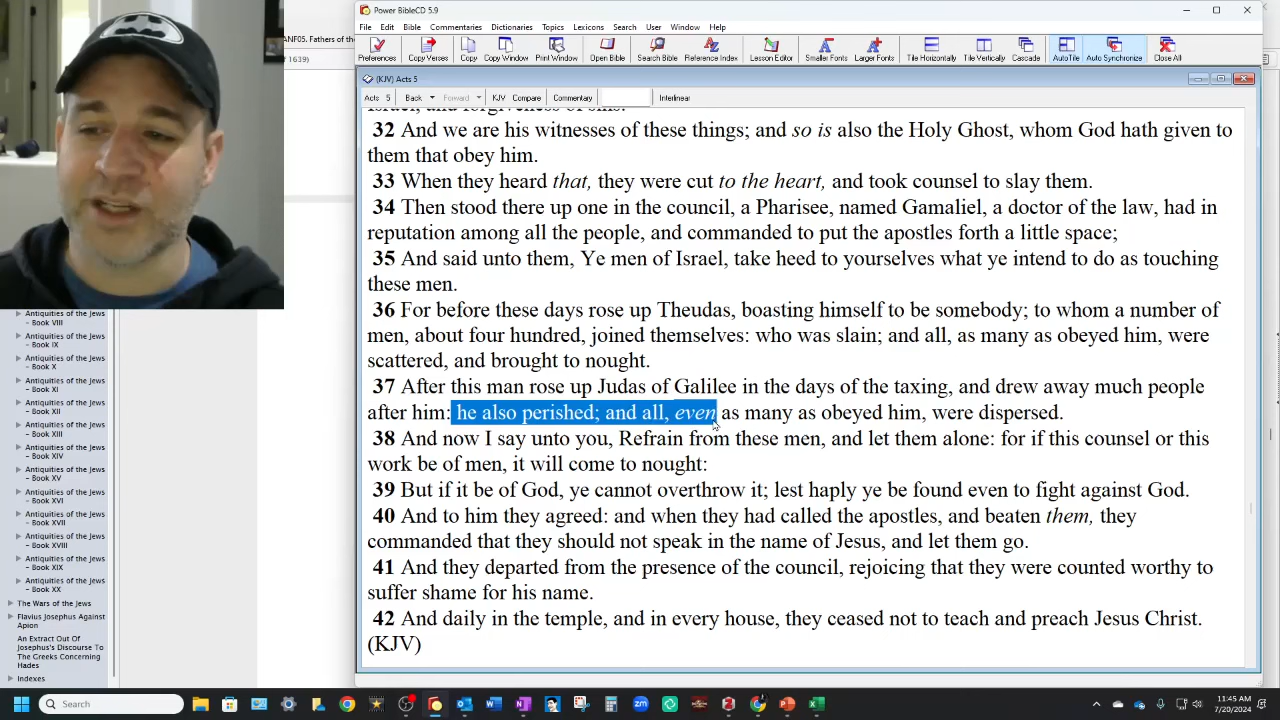 ANF05. Fathers of the
Power BibleCD 5.9
File Edit Bible Commentaries Dictionaries Topics Lexicons Search User Window Help
1639)
Preferences Copy Verses Copy Copy Window Print Window Open Bible Search Bible Reference Index Lesson Editor Smaller Fonts Larger Fonts Tile Horizontally Tile Vertically Cascade AutoTile Auto Synchronize Close All
(KJV) Acts 5
Acts 5 Back Forward KJV Compare Commentary Interlinear
Israel, and forgiveness of sins.
32 And we are his witnesses of these things; and so is also the Holy Ghost, whom God hath given to
them that obey him.
33 When they heard that, they were cut to the heart, and took counsel to slay them.
34 Then stood there up one in the council, a Pharisee, named Gamaliel, a doctor of the law, had in
reputation among all the people, and commanded to put the apostles forth a little space;
35 And said unto them, Ye men of Israel, take heed to yourselves what ye intend to do as touching
these men.
36 For before these days rose up Theudas, boasting himself to be somebody; to whom a number of
men, about four hundred, joined themselves: who was slain; and all, as many as obeyed him, were
scattered, and brought to nought.
37 After this man rose up Judas of Galilee in the days of the taxing, and drew away much people
after him: he also perished; and all, even as many as obeyed him, were dispersed.
38 And now I say unto you, Refrain from these men, and let them alone: for if this counsel or this
work be of men, it will come to nought:
39 But if it be of God, ye cannot overthrow it; lest haply ye be found even to fight against God.
40 And to him they agreed: and when they had called the apostles, and beaten them, they
commanded that they should not speak in the name of Jesus, and let them go.
41 And they departed from the presence of the council, rejoicing that they were counted worthy to
suffer shame for his name.
42 And daily in the temple, and in every house, they ceased not to teach and preach Jesus Christ.
(KJV)
Antiquities of the Jews
– Book VIII
Antiquities of the Jews
– Book IX
Antiquities of the Jews
– Book X
Antiquities of the Jews
– Book XI
Antiquities of the Jews
– Book XII
Antiquities of the Jews
– Book XIII
Antiquities of the Jews
– Book XIV
Antiquities of the Jews
– Book XV
Antiquities of the Jews
– Book XVI
Antiquities of the Jews
– Book XVII
Antiquities of the Jews
– Book XVIII
Antiquities of the Jews
– Book XIX
Antiquities of the Jews
– Book XX
The Wars of the Jews
Flavius Josephus Against
Apion
An Extract Out Of
Josephus's Discourse To
The Greeks Concerning
Hades
Indexes
Search
11:45 AM
7/20/2024